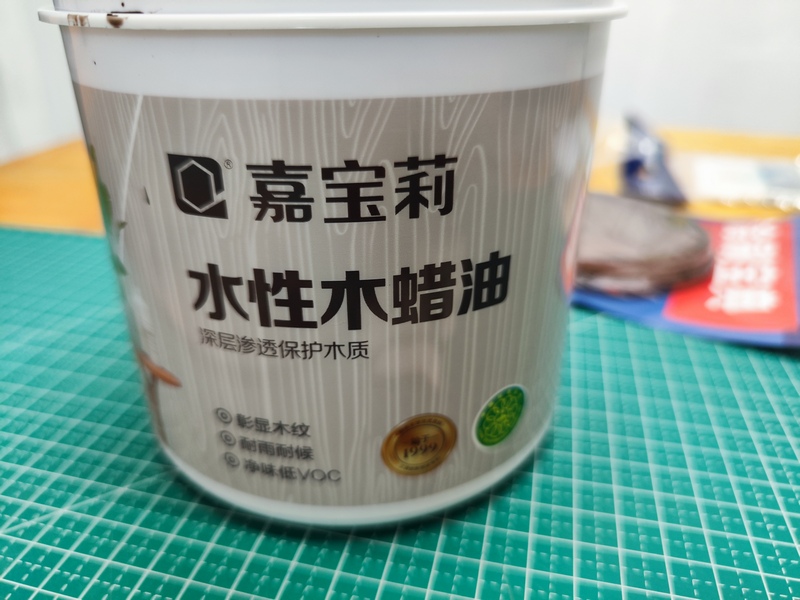 ® 嘉宝莉
水性木蜡油
深层渗透保护木质
彰显木纹
耐雨耐候
净味低VOC
1999